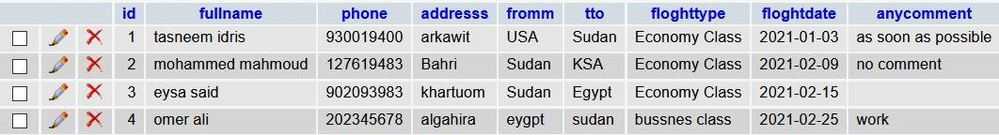 id fullname phone addresss fromm tto floghttype floghtdate anycomment
1 tasneem idris 930019400 arkawit USA Sudan Economy Class 2021-01-03 as soon as possible
2 mohammed mahmoud 127619483 Bahri Sudan KSA Economy Class 2021-02-09 no comment
3 eysa said 902093983 khartuom Sudan Egypt Economy Class 2021-02-15
4 omer ali 202345678 algahira eygpt sudan bussnes class 2021-02-25 work